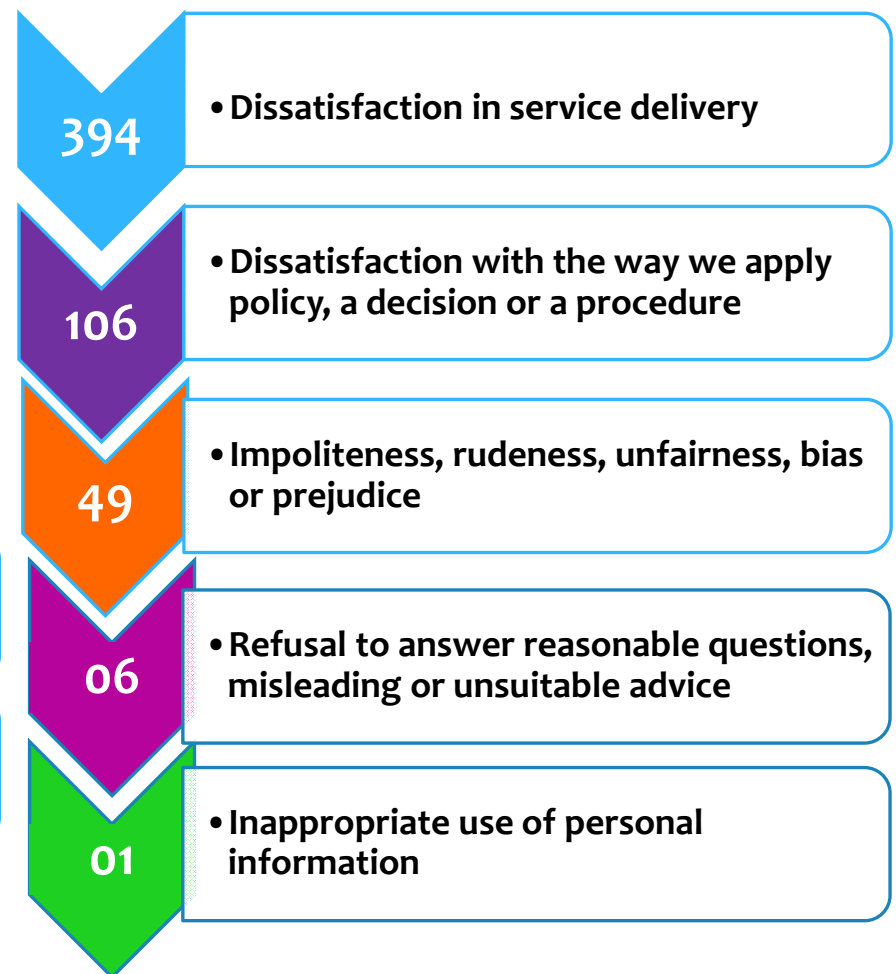 394
•Dissatisfaction in service delivery
106
•Dissatisfaction with the way we apply
policy, a decision or a procedure
49
•Impoliteness, rudeness, unfairness, bias
or prejudice
06
•Refusal to answer reasonable questions,
misleading or unsuitable advice
01
•Inappropriate use of personal
information